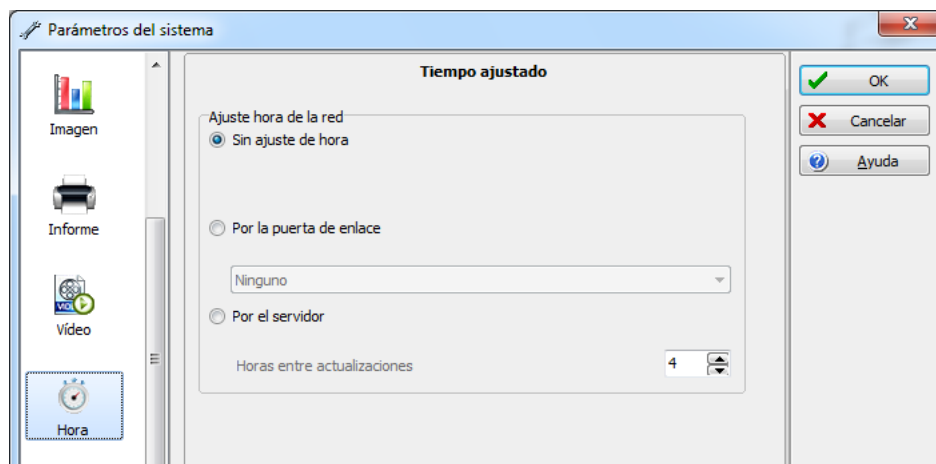 Parámetros del sistema
Imagen
Informe
VIO
Vídeo
Hora
Tiempo ajustado
Ajuste hora de la red
Sin ajuste de hora
Por la puerta de enlace
Ninguno
Por el servidor
Horas entre actualizaciones
4
OK
Cancelar
Ayuda